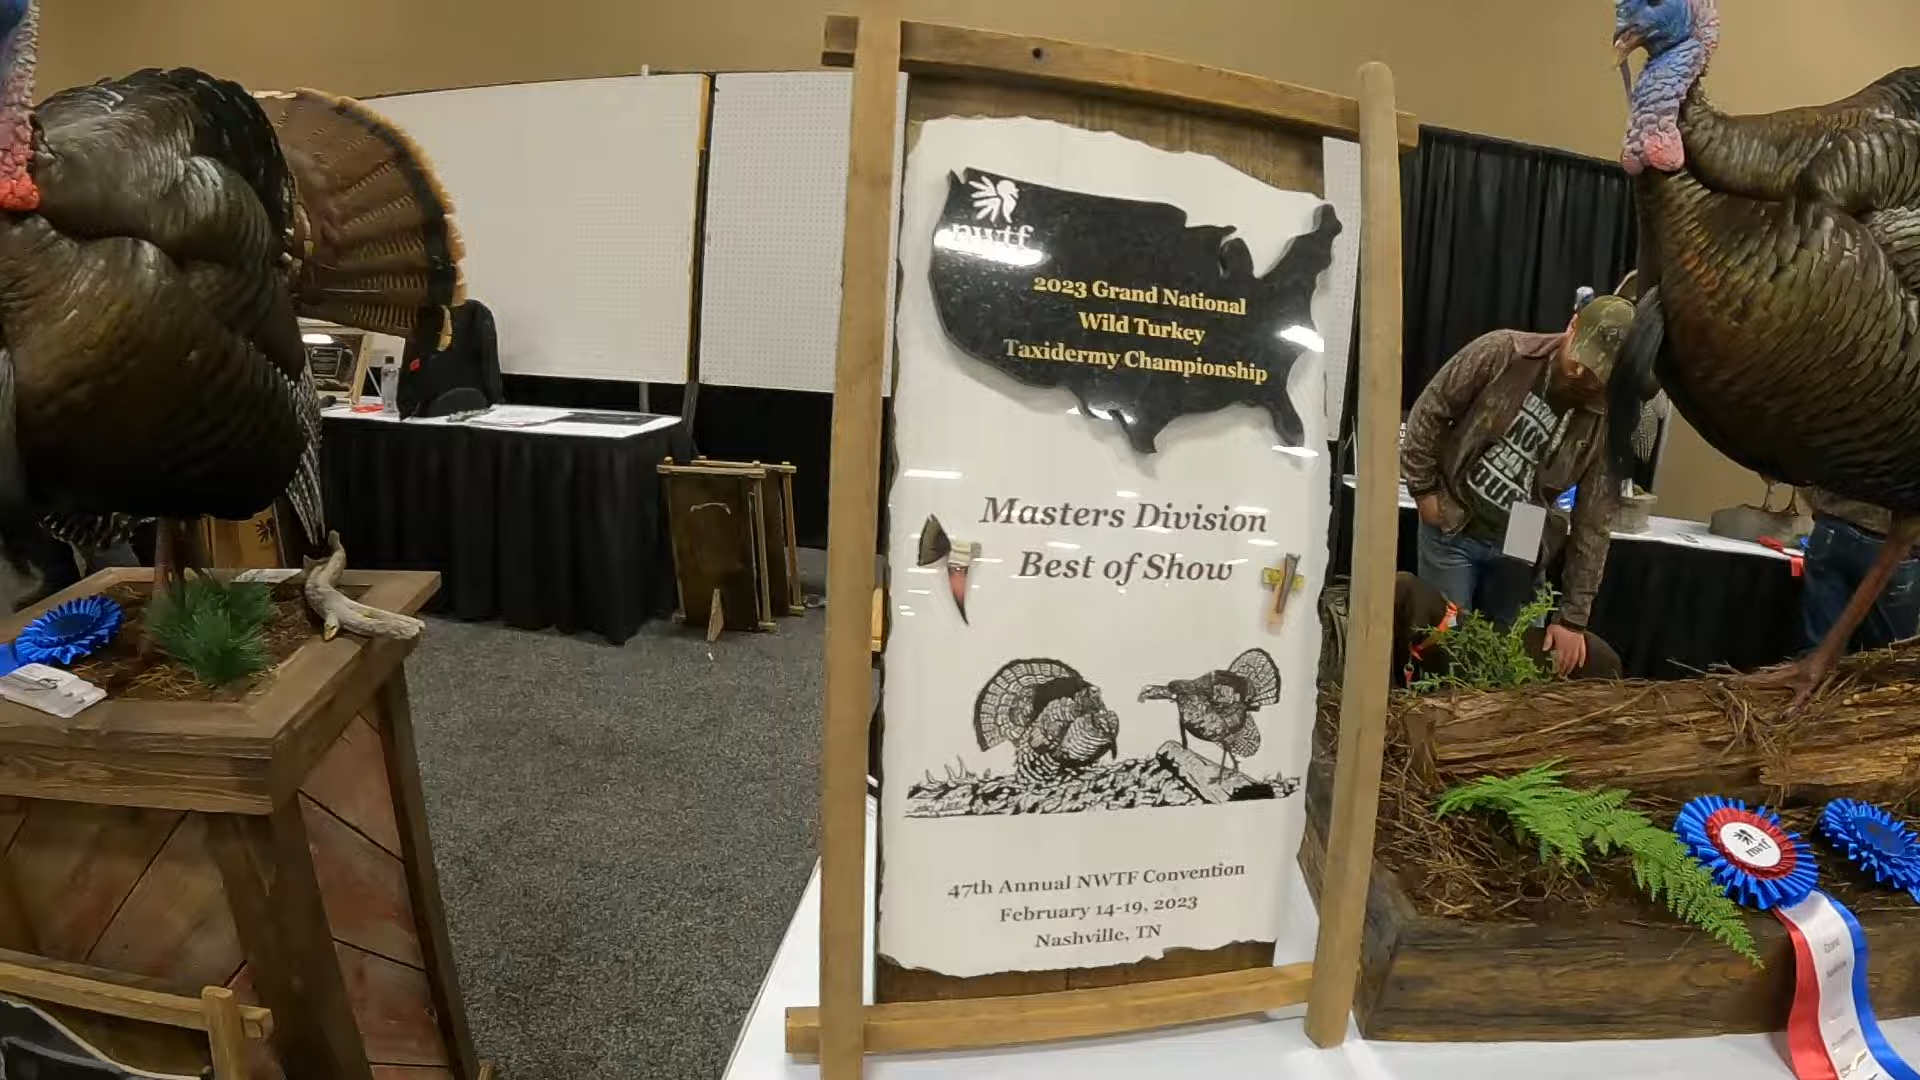 nwtf
2023 Grand National
Wild Turkey
Taxidermy Championship
Masters Division
Best of Show
47th Annual NWTF Convention
February 14-19, 2023
Nashville, TN
nwtf